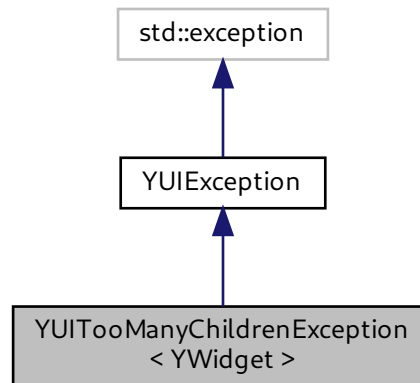 std::exception
YUIException
YUITooManyChildrenException
< YWidget >